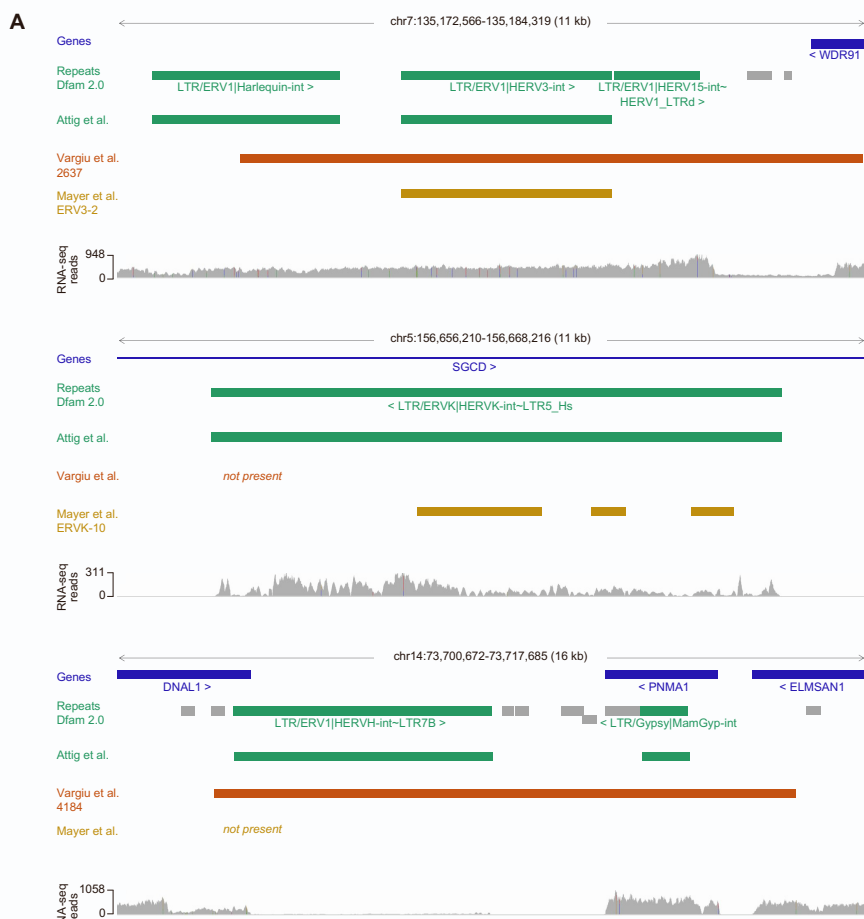 A
chr7:135,172,566-135,184,319 (11 kb)
Genes
< WDR91
Repeats
Dfam 2.0
LTR/ERV1|Harlequin-int >
LTR/ERV1|HERV3-int >
LTR/ERV1|HERV15-int~
HERV1_LTRd >
Attig et al.
Vargiu et al.
2637
Mayer et al.
ERV3-2
RNA-seq
reads
948
0
chr5:156,656,210-156,668,216 (11 kb)
Genes
SGCD >
Repeats
Dfam 2.0
< LTR/ERVK|HERVK-int~LTR5_Hs
Attig et al.
Vargiu et al.
not present
Mayer et al.
ERVK-10
RNA-seq
reads
311
0
chr14:73,700,672-73,717,685 (16 kb)
Genes
DNAL1 >
< PNMA1
< ELMSAN1
Repeats
Dfam 2.0
LTR/ERV1|HERVH-int~LTR7B >
< LTR/Gypsy|MamGyp-int
Attig et al.
Vargiu et al.
4184
Mayer et al.
not present
reads
1058
0